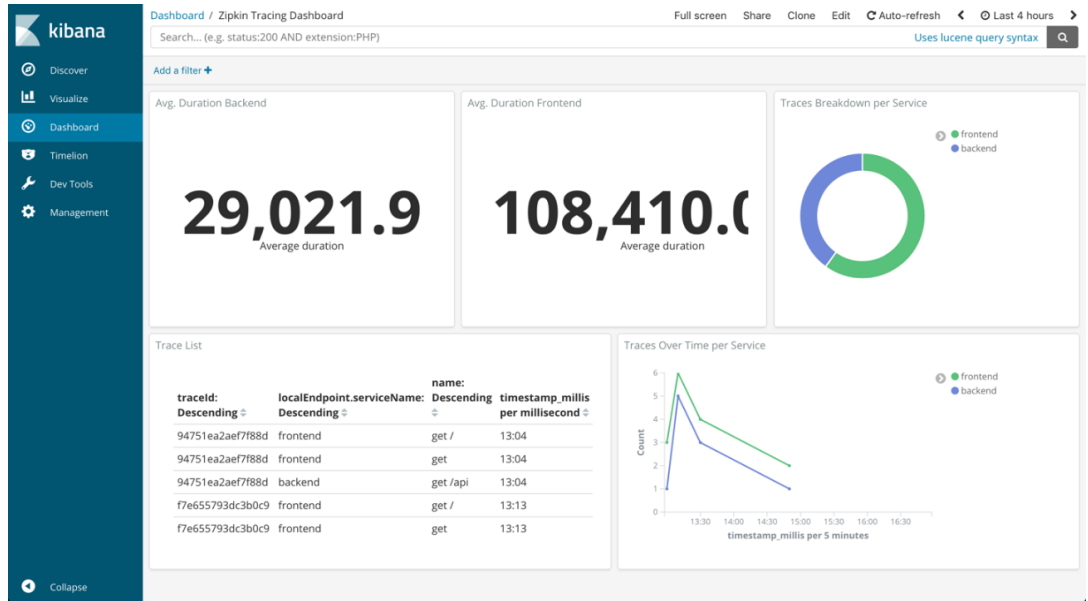 kibana
Discover
Visualize
Dashboard
Timelion
Dev Tools
Management
Collapse
Dashboard / Zipkin Tracing Dashboard
Full screen Share Clone Edit Auto-refresh Last 4 hours
Search... (e.g. status:200 AND extension:PHP) Uses lucene query syntax
Add a filter +
Avg. Duration Backend
29,021.9
Average duration
Avg. Duration Frontend
108,410.0
Average duration
Traces Breakdown per Service
frontend
backend
Trace List
traceId: Descending localEndpoint.serviceName: Descending name: Descending timestamp_millis per millisecond
94751ea2aef7f88d frontend get / 13:04
94751ea2aef7f88d frontend get 13:04
94751ea2aef7f88d backend get /api 13:04
f7e655793dc3b0c9 frontend get / 13:13
f7e655793dc3b0c9 frontend get 13:13
Traces Over Time per Service
frontend
backend
Count
6
5
4
3
2
1
0
13:30 14:00 14:30 15:00 15:30 16:00 16:30
timestamp_millis per 5 minutes